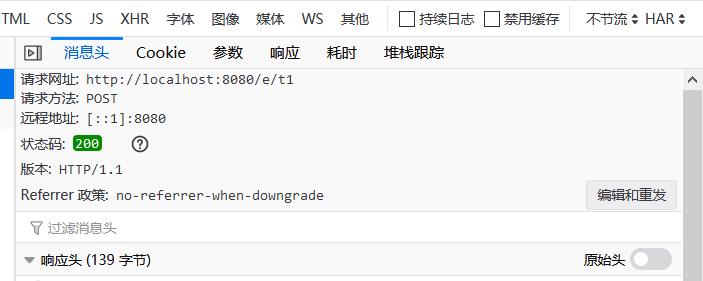 TML CSS JS XHR 字体 图像 媒体 WS 其他 持续日志 禁用缓存 不节流 HAR
消息头 Cookie 参数 响应 耗时 堆栈跟踪
请求网址: http://localhost:8080/e/t1
请求方法: POST
远程地址: [::1]:8080
状态码: 200 ?
版本: HTTP/1.1
Referrer 政策: no-referrer-when-downgrade 编辑和重发
过滤消息头
响应头 (139 字节) 原始头